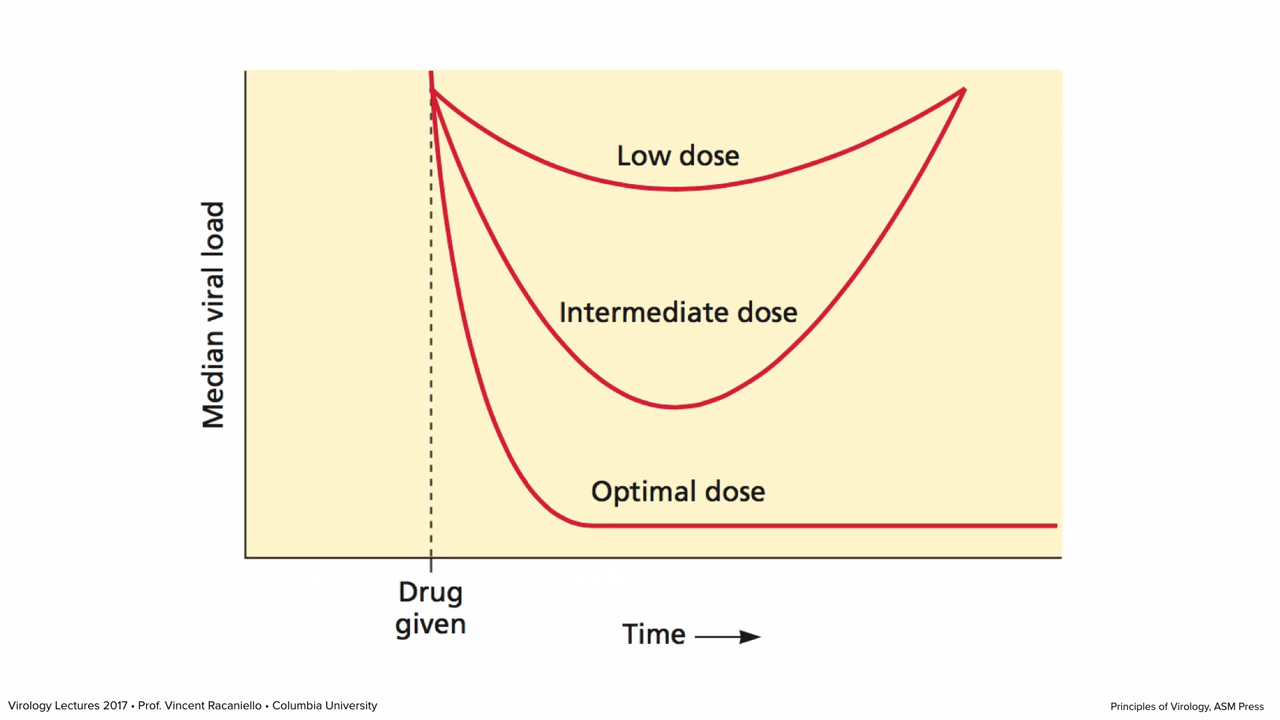 Median viral load
Low dose
Intermediate dose
Optimal dose
Drug
given
Time
Virology Lectures 2017 • Prof. Vincent Racaniello • Columbia University
Principles of Virology, ASM Press